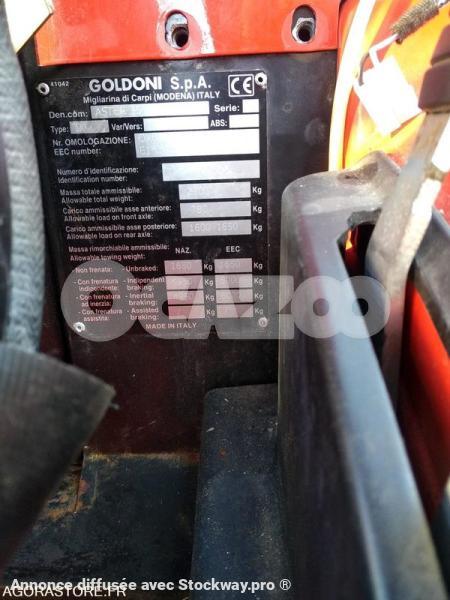 41042
GOLDONI S.p.A. CE
Migliarina di Carpi (MODENA) ITALY
Den.com: Serie:
Type: Var/Vers: ABS:
Nr. OMOLOGAZIONE:
EEC number:
Numero d'identificazione:
Identification number:
Massa totale ammissibile: Kg
Allowable total weight:
Carico ammissibile asse anteriore: Kg
Allowable load on front axle:
Carico ammissibile asse posteriore: 1600-1650 Kg
Allowable load on rear axle:
Massa rimorchiabile ammissibile: NAZ. EEC
Allowable towing weight:
- Non frenata: - Unbraked: 1650 Kg 1650 Kg
- Con frenatura - Indipendent Kg Kg
indipendente: braking:
- Con frenatura - Inertial Kg Kg
ad inerzia: braking:
- Con frenatura - Assisted Kg Kg
assistita: braking:
MADE IN ITALY
OCAZOO
Annonce diffusée avec Stockway.pro ®
AGORASTORE.FR